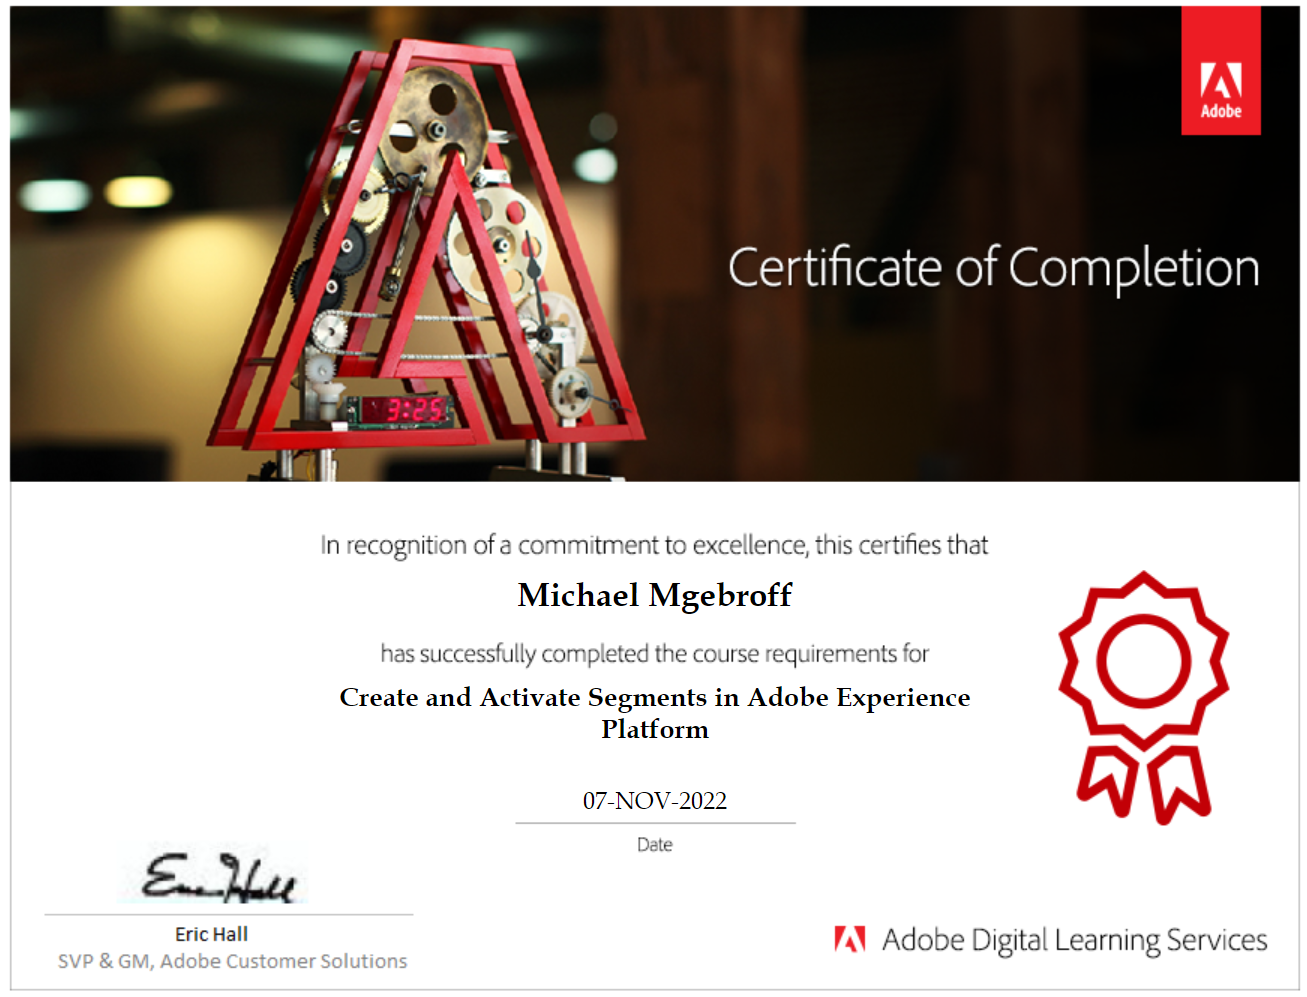 Adobe
Certificate of Completion
3:25
In recognition of a commitment to excellence, this certifies that
Michael Mgebroff
has successfully completed the course requirements for
Create and Activate Segments in Adobe Experience
Platform
07-NOV-2022
Date
Eric Hall
Eric Hall
SVP & GM, Adobe Customer Solutions
Adobe Digital Learning Services